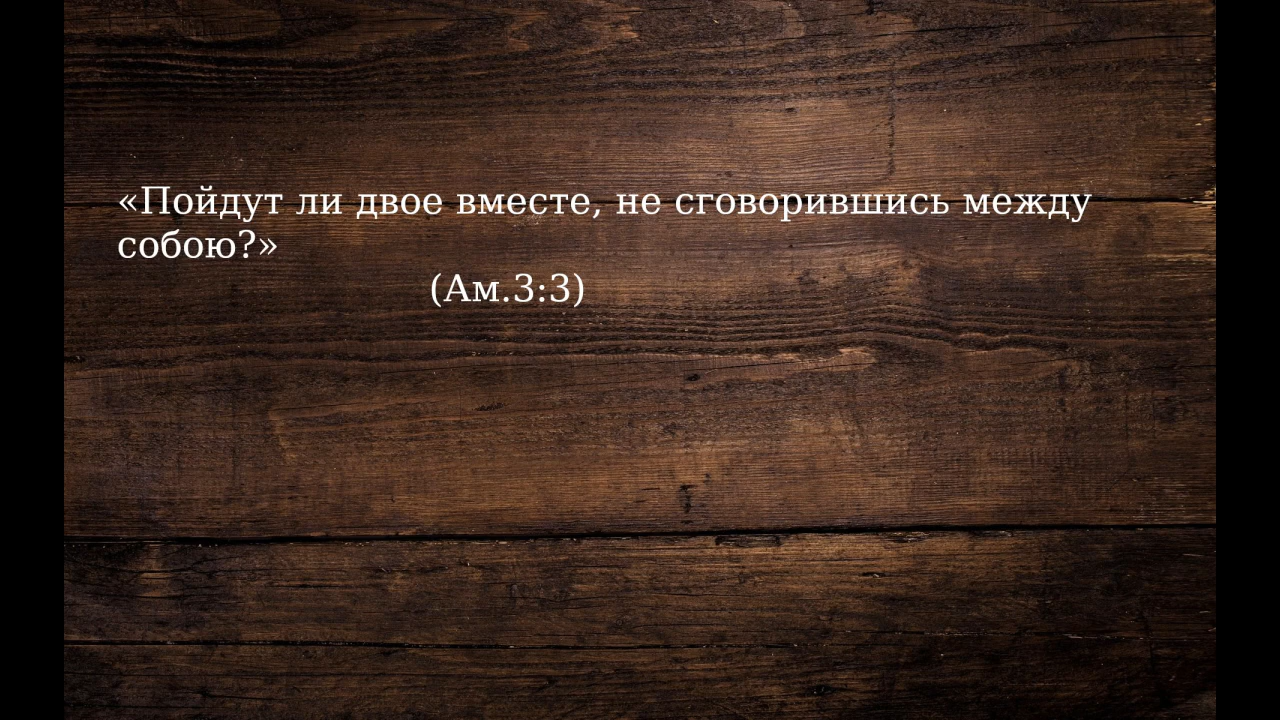 «Пойдут ли двое вместе, не сговорившись между
собою?»
(Ам.3:3)